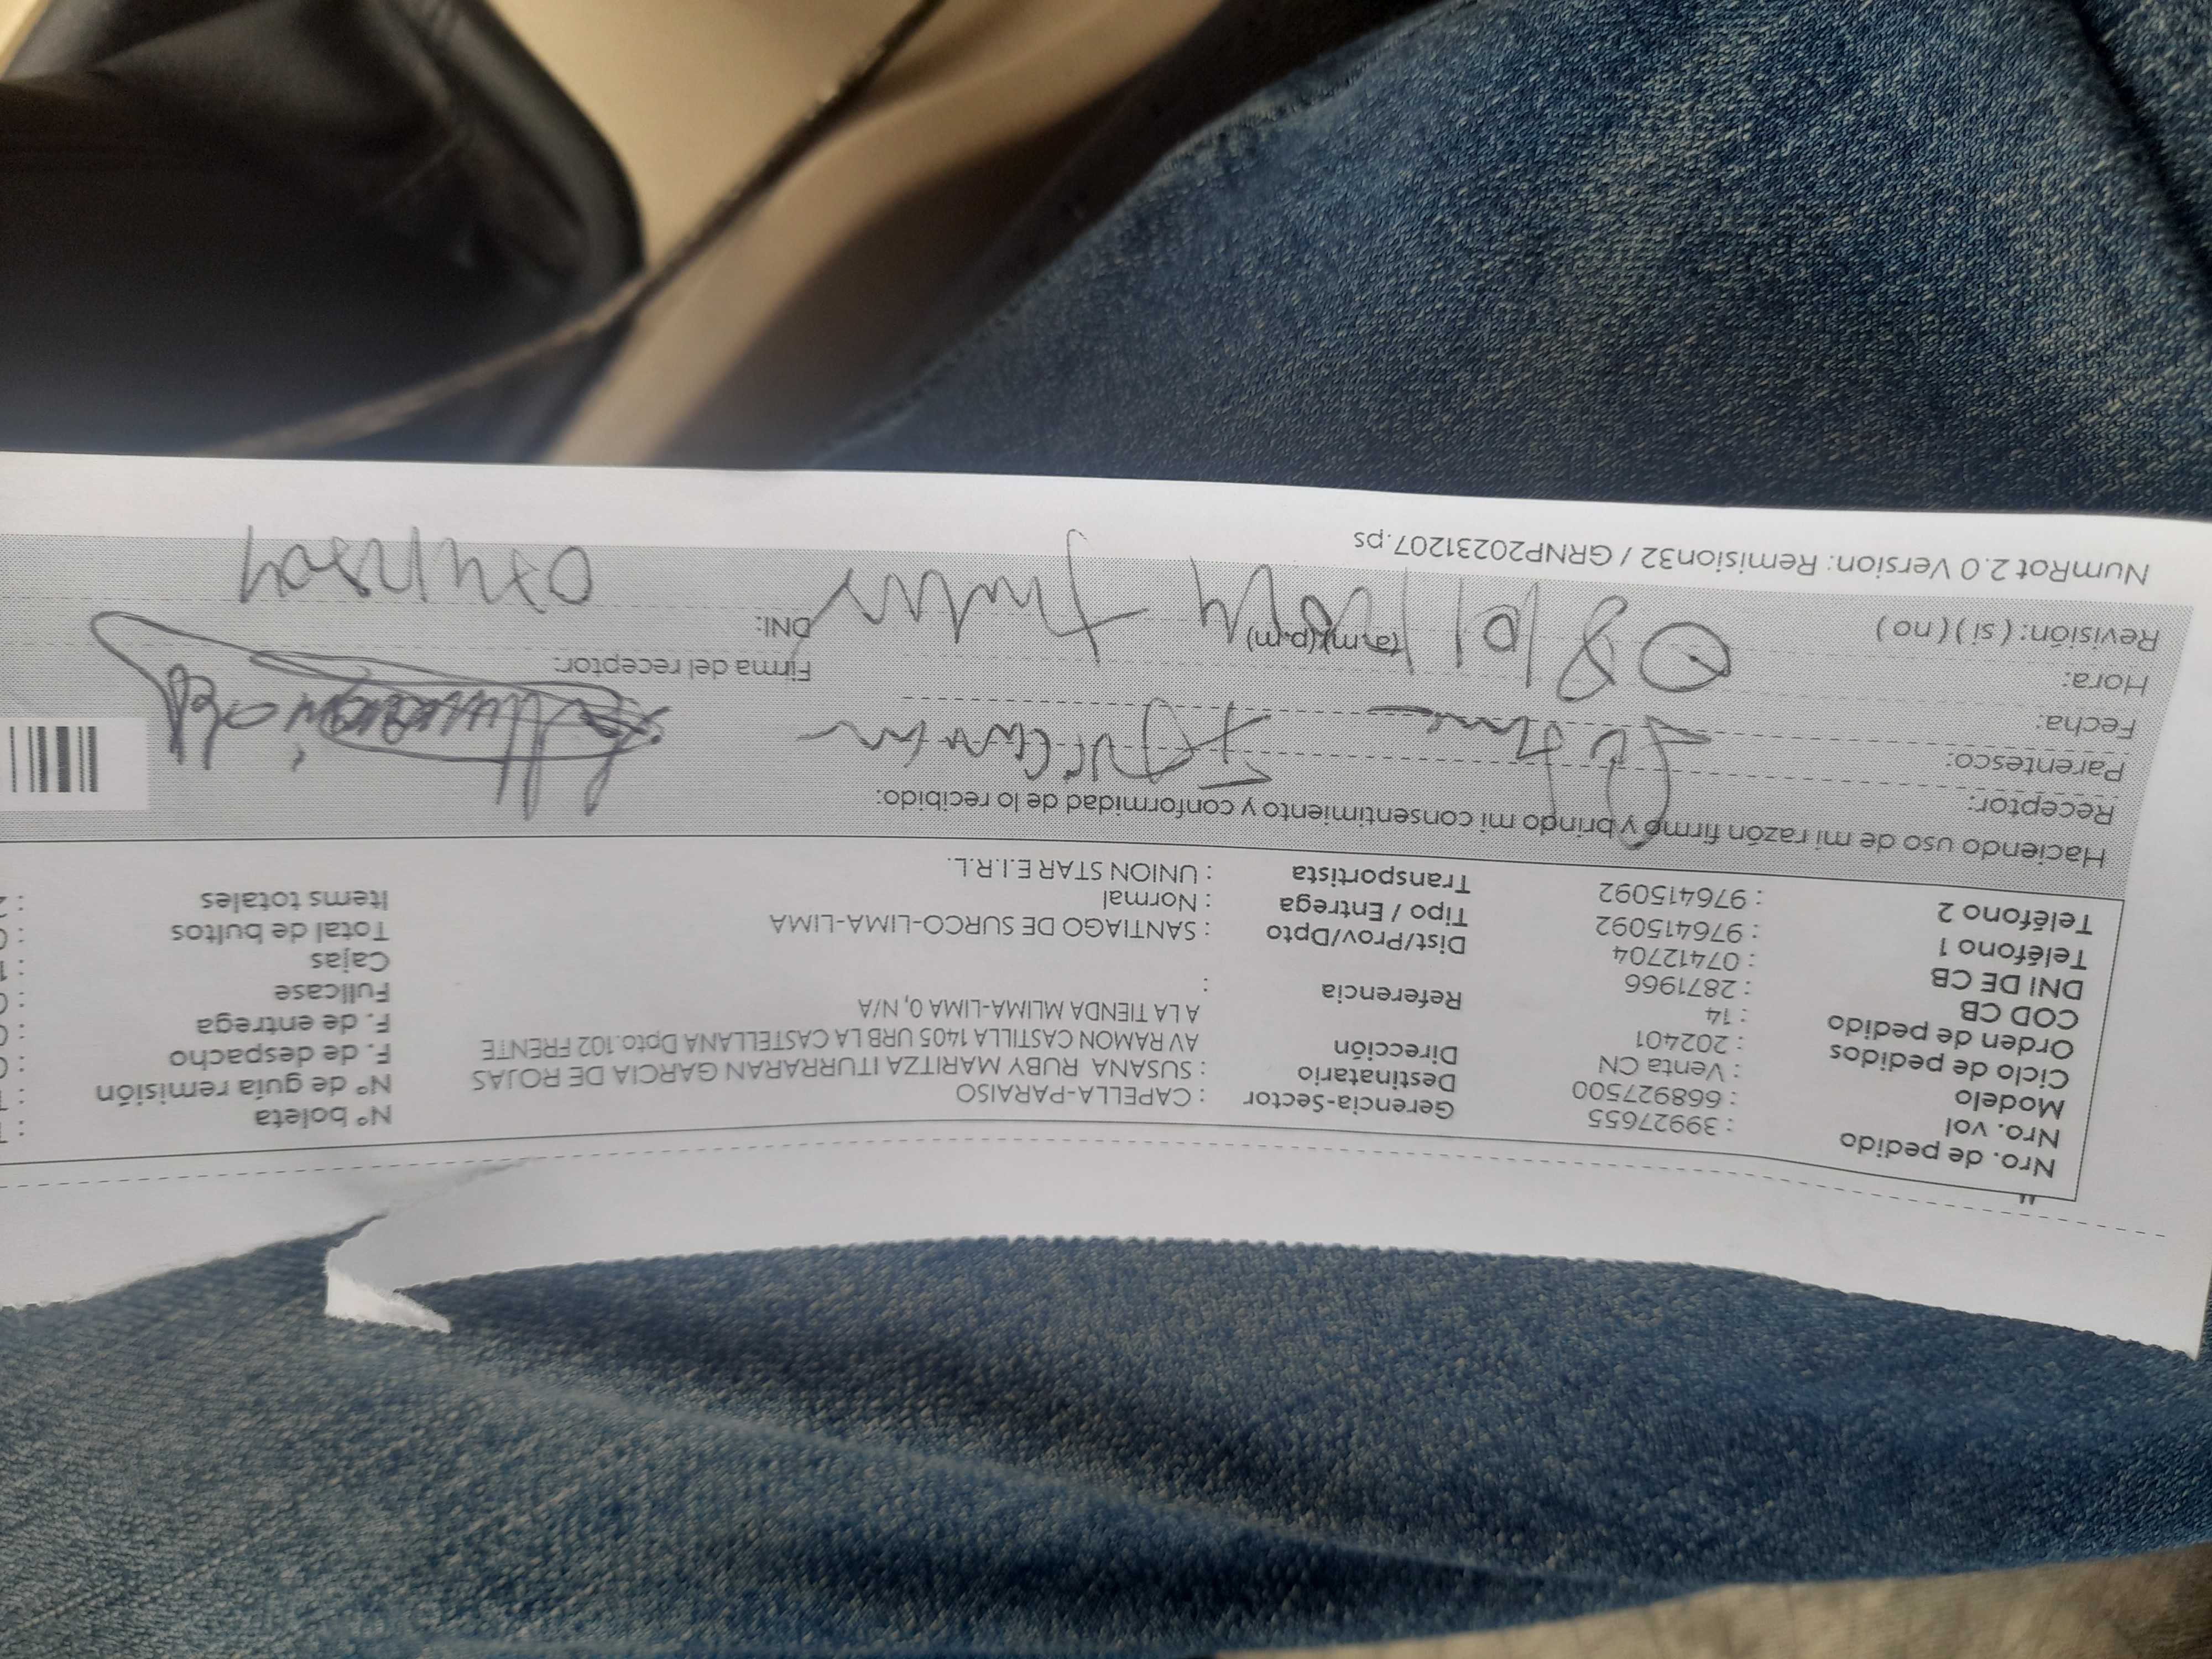 Nro. de pedido : 39927655 Gerencia-Sector : CAPELLA-PARAISO Nº boleta :
Nro. vol : 668927500 Destinatario : SUSANA RUBY MARITZA ITURRARAN GARCIA DE ROJAS Nº de guía remisión :
Modelo : Venta CN Dirección AV RAMON CASTILLA 1405 URB LA CASTELLANA Dpto.102 FRENTE F. de despacho :
Ciclo de pedidos : 202401 A LA TIENDA MLIMA-LIMA 0, N/A F. de entrega :
Orden de pedido : 14 Referencia : Fullcase :
COD CB : 2871966 Cajas :
DNI DE CB : 07412704 Dist/Prov/Dpto : SANTIAGO DE SURCO-LIMA-LIMA Total de bultos :
Teléfono 1 : 976415092 Tipo / Entrega : Normal Items totales :
Teléfono 2 : 976415092 Transportista : UNION STAR E.I.R.L.
Haciendo uso de mi razón firmo y brindo mi consentimiento y conformidad de lo recibido:
Receptor:
Parentesco:
Fecha: Firma del receptor:
Hora: 08/01/ (a.m)(p.m) DNI:
Revisión: ( si ) ( no )
NumRot 2.0 Version: Remision32 / GRNP20231207.ps